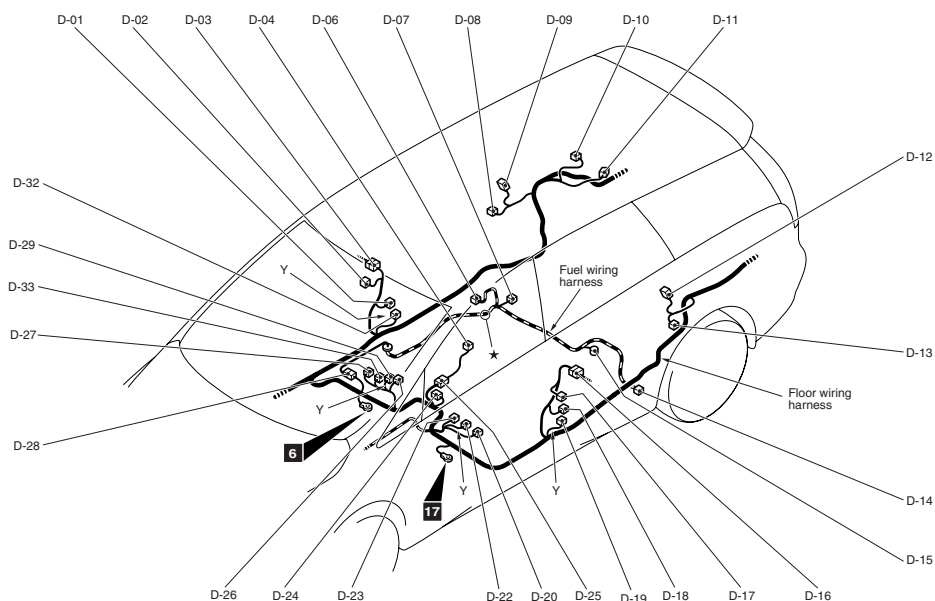 D-01 D-02 D-03 D-04 D-06 D-07 D-08 D-09 D-10 D-11
D-12
D-32
D-29
Y
Fuel wiring
harness
D-33
D-27
★
D-13
Floor wiring
harness
Y
D-28
6
Y
Y
D-14
17
D-15
D-26 D-24 D-23 D-22 D-20 D-25 D-19 D-18 D-17 D-16